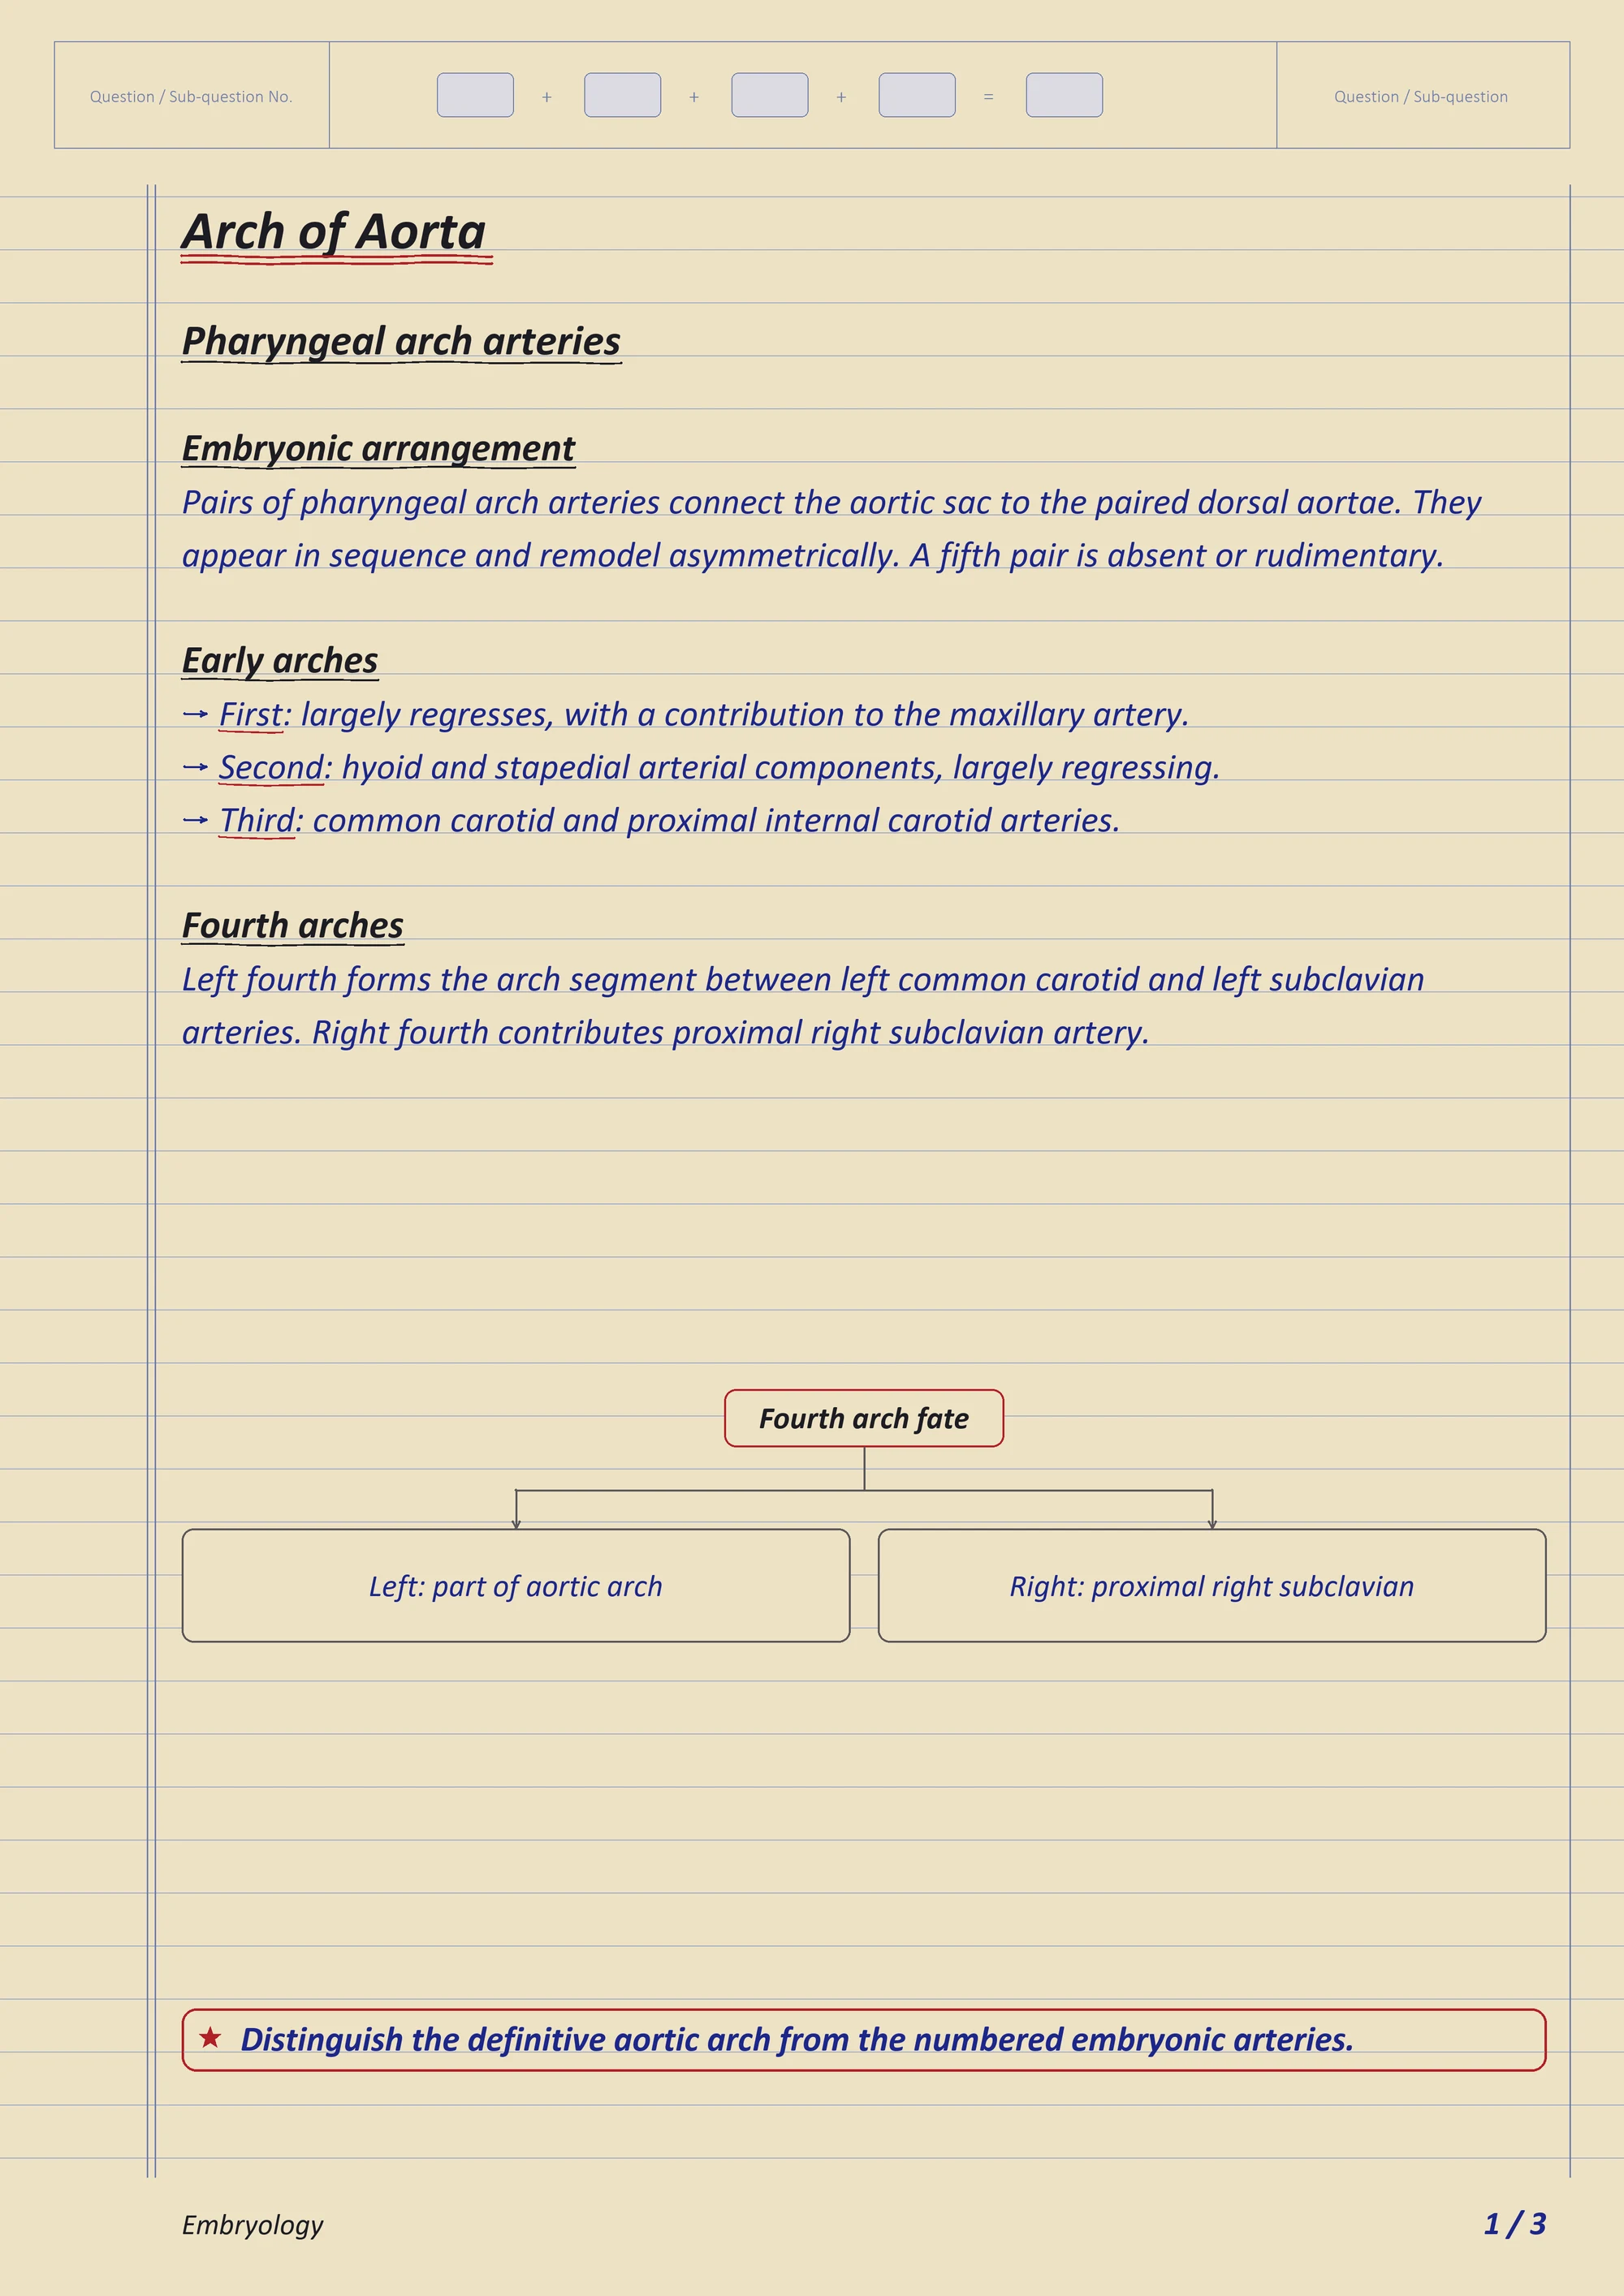 Question / Sub-question No.
+ + + =
Question / Sub-question
Arch of Aorta
Pharyngeal arch arteries
Embryonic arrangement
Pairs of pharyngeal arch arteries connect the aortic sac to the paired dorsal aortae. They
appear in sequence and remodel asymmetrically. A fifth pair is absent or rudimentary.
Early arches
→ First: largely regresses, with a contribution to the maxillary artery.
→ Second: hyoid and stapedial arterial components, largely regressing.
→ Third: common carotid and proximal internal carotid arteries.
Fourth arches
Left fourth forms the arch segment between left common carotid and left subclavian
arteries. Right fourth contributes proximal right subclavian artery.
Fourth arch fate
Left: part of aortic arch
Right: proximal right subclavian
★ Distinguish the definitive aortic arch from the numbered embryonic arteries.
Embryology
1 / 3